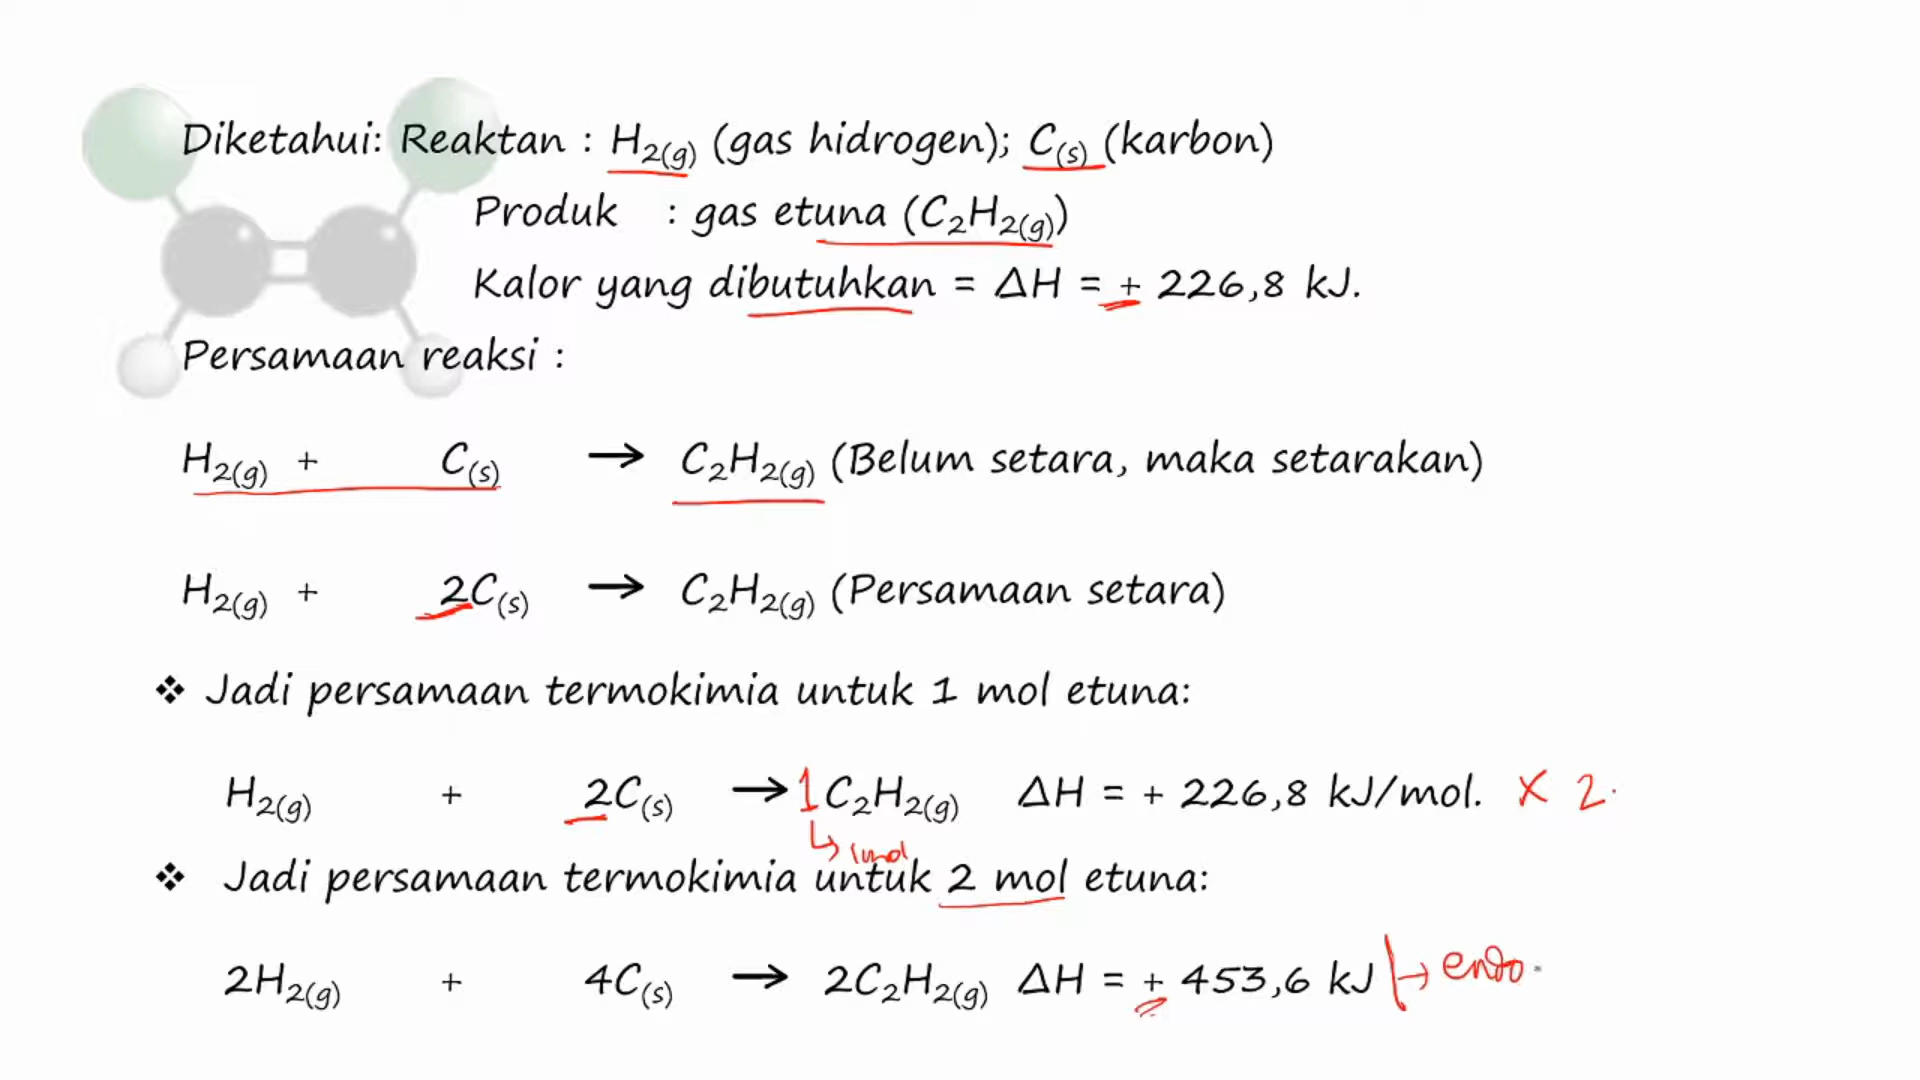 Diketahui: Reaktan : H₂(g) (gas hidrogen); C(s) (karbon)
Produk : gas etuna (C₂H₂(g))
Kalor yang dibutuhkan = ΔH = + 226,8 kJ.
Persamaan reaksi :
H₂(g) + C(s) → C₂H₂(g) (Belum setara, maka setarakan)
H₂(g) + 2C(s) → C₂H₂(g) (Persamaan setara)
❖ Jadi persamaan termokimia untuk 1 mol etuna:
H₂(g) + 2C(s) → 1 C₂H₂(g) ΔH = + 226,8 kJ/mol. × 2.
↳ 1mol
❖ Jadi persamaan termokimia untuk 2 mol etuna:
2H₂(g) + 4C(s) → 2C₂H₂(g) ΔH = + 453,6 kJ → endo.